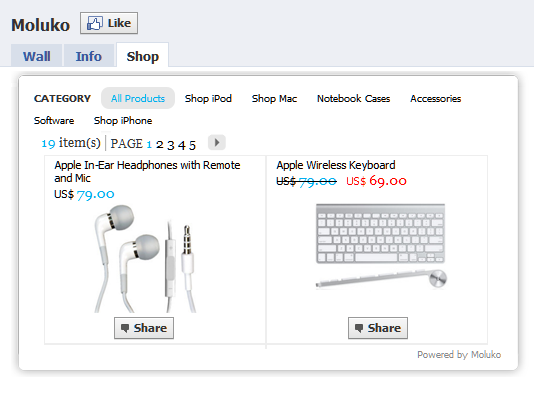 Moluko Like
Wall Info Shop
CATEGORY All Products Shop iPod Shop Mac Notebook Cases Accessories
Software Shop iPhone
19 item(s) PAGE 1 2 3 4 5
Apple In-Ear Headphones with Remote
and Mic
US$ 79.00
Apple Wireless Keyboard
US$ 79.00 US$ 69.00
Share Share
Powered by Moluko